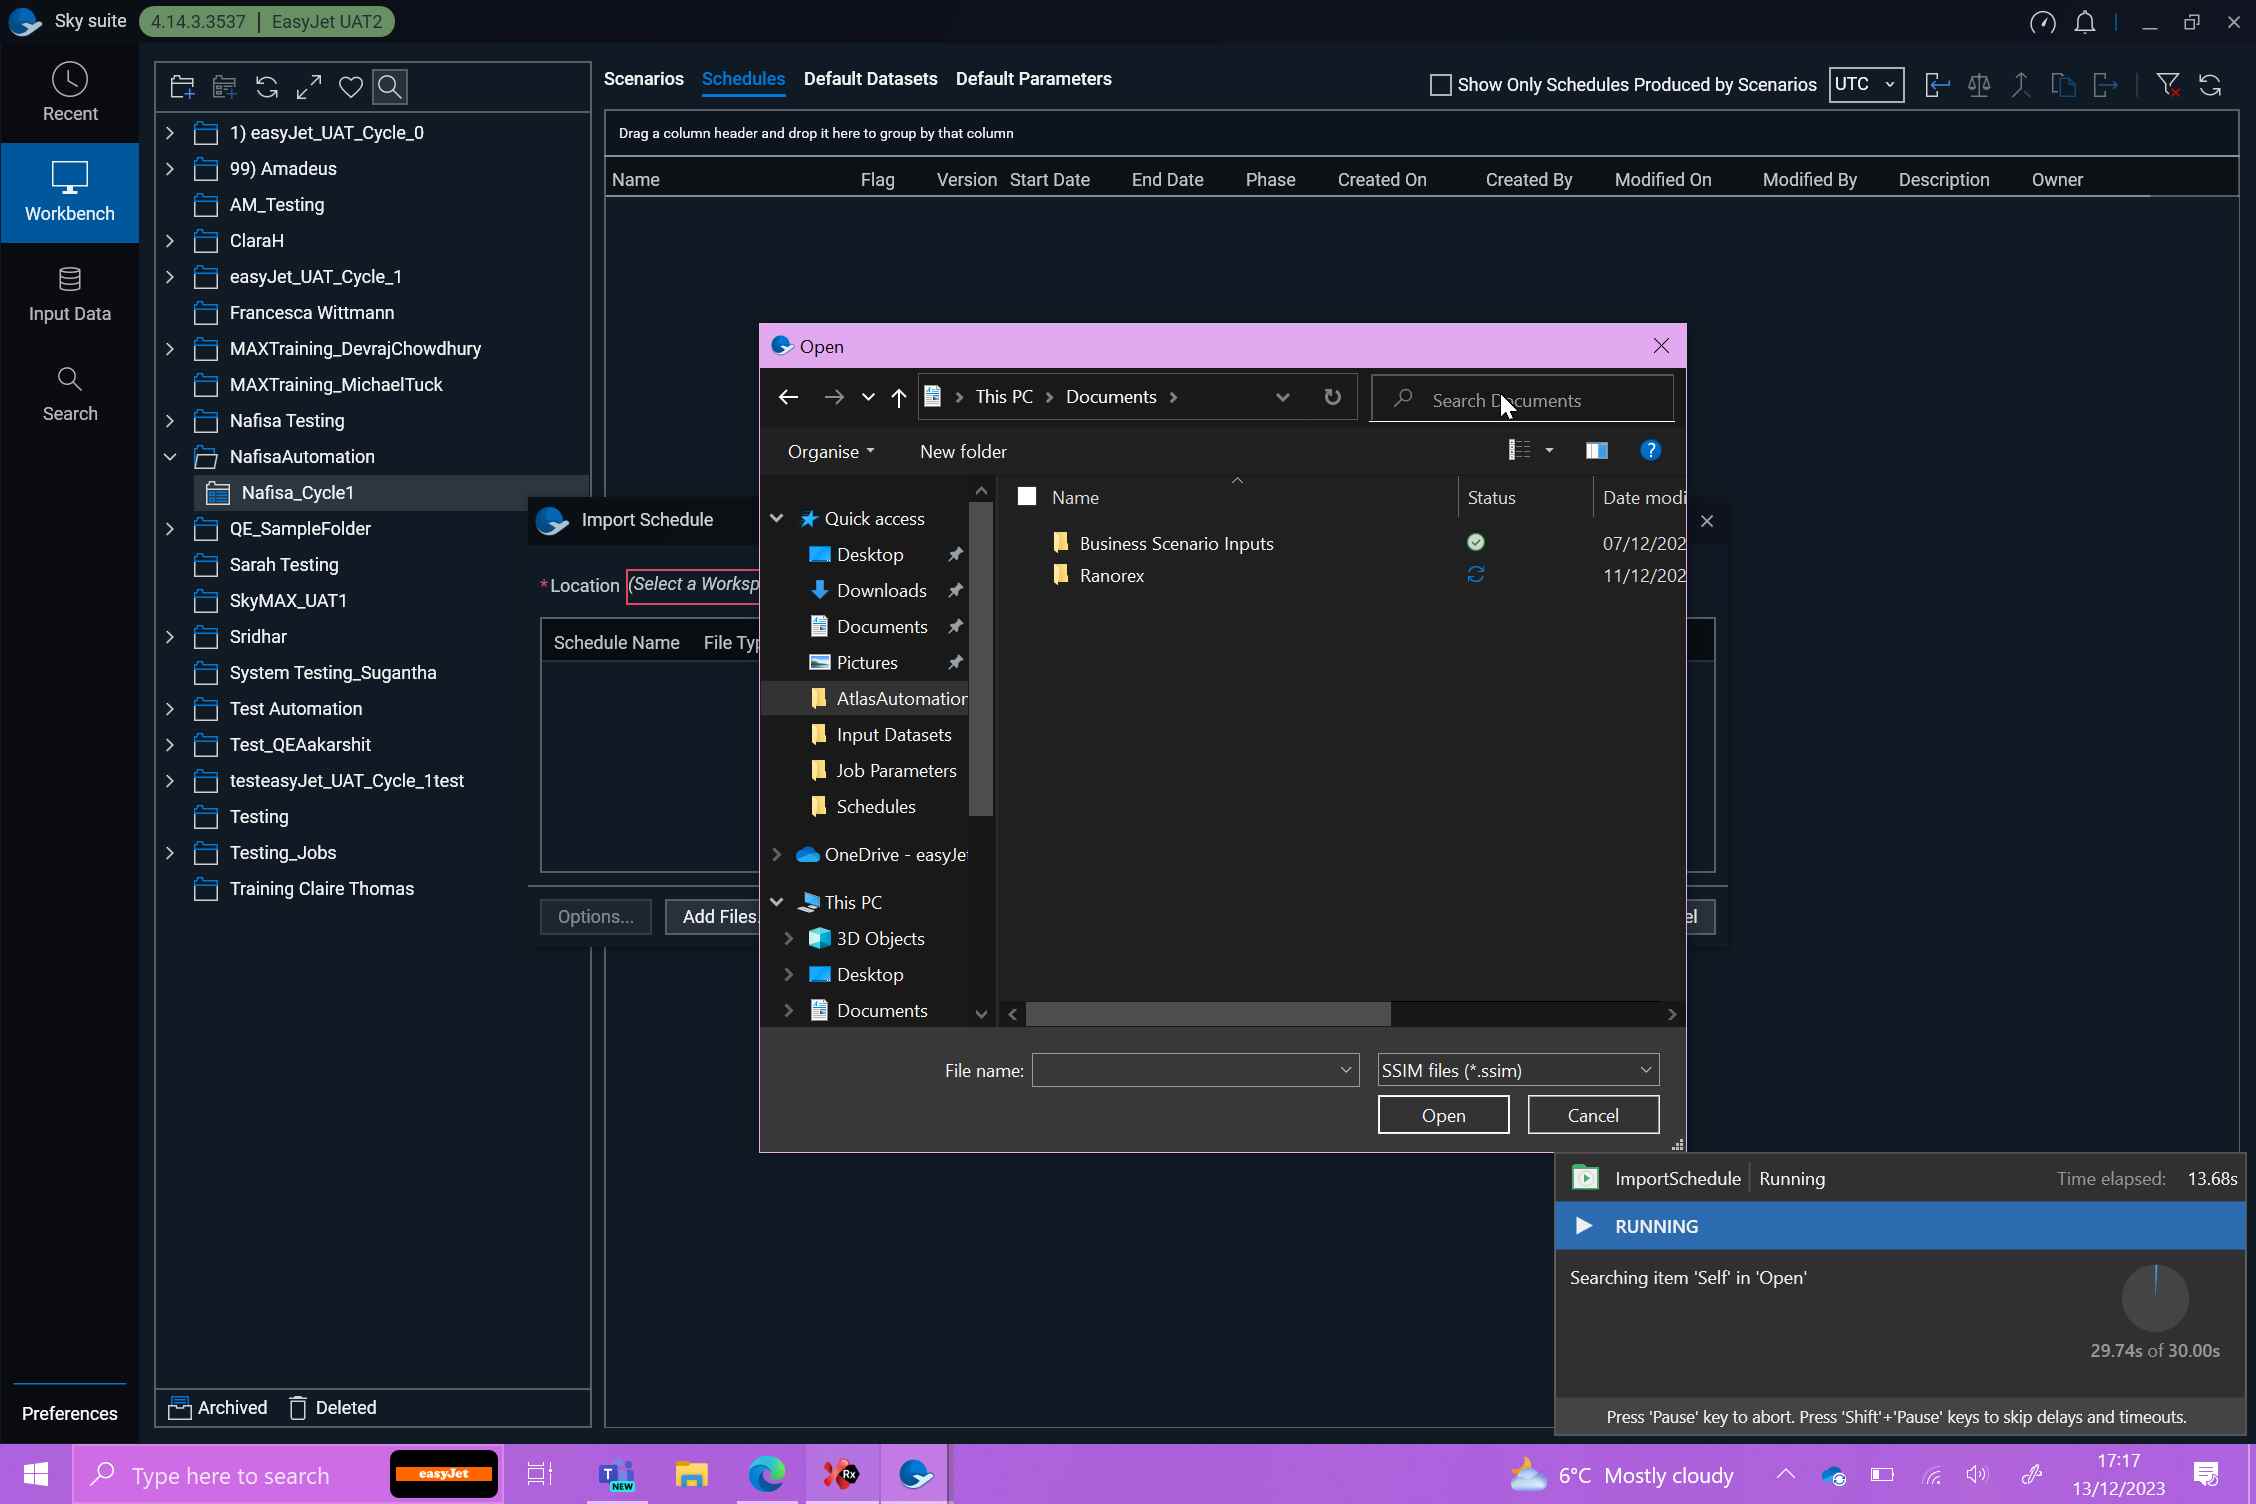 Sky suite
4.14.3.3537 | EasyJet UAT2
Recent
Workbench
Input Data
Search
Preferences
1) easyJet_UAT_Cycle_0
99) Amadeus
AM_Testing
ClaraH
easyJet_UAT_Cycle_1
Francesca Wittmann
MAXTraining_DevrajChowdhury
MAXTraining_MichaelTuck
Nafisa Testing
NafisaAutomation
Nafisa_Cycle1
QE_SampleFolder
Sarah Testing
SkyMAX_UAT1
Sridhar
System Testing_Sugantha
Test Automation
Test_QEAakarshit
testeasyJet_UAT_Cycle_1test
Testing
Testing_Jobs
Training Claire Thomas
Archived Deleted
Scenarios Schedules Default Datasets Default Parameters
Show Only Schedules Produced by Scenarios UTC
Drag a column header and drop it here to group by that column
Name Flag Version Start Date End Date Phase Created On Created By Modified On Modified By Description Owner
Import Schedule
*Location (Select a Worksp
Schedule Name File Typ
Options... Add Files. el
Open
This PC > Documents >
Search Documents
Organise New folder
Name Status Date modi
Business Scenario Inputs 07/12/202
Ranorex 11/12/202
Quick access
Desktop
Downloads
Documents
Pictures
AtlasAutomation
Input Datasets
Job Parameters
Schedules
OneDrive - easyJet
This PC
3D Objects
Desktop
Documents
File name: SSIM files (*.ssim)
Open Cancel
ImportSchedule Running Time elapsed: 13.68s
RUNNING
Searching item 'Self' in 'Open'
29.74s of 30.00s
Press 'Pause' key to abort. Press 'Shift'+'Pause' keys to skip delays and timeouts.
Type here to search
easyJet
T
NEW
Rx
6°C Mostly cloudy
17:17
13/12/2023